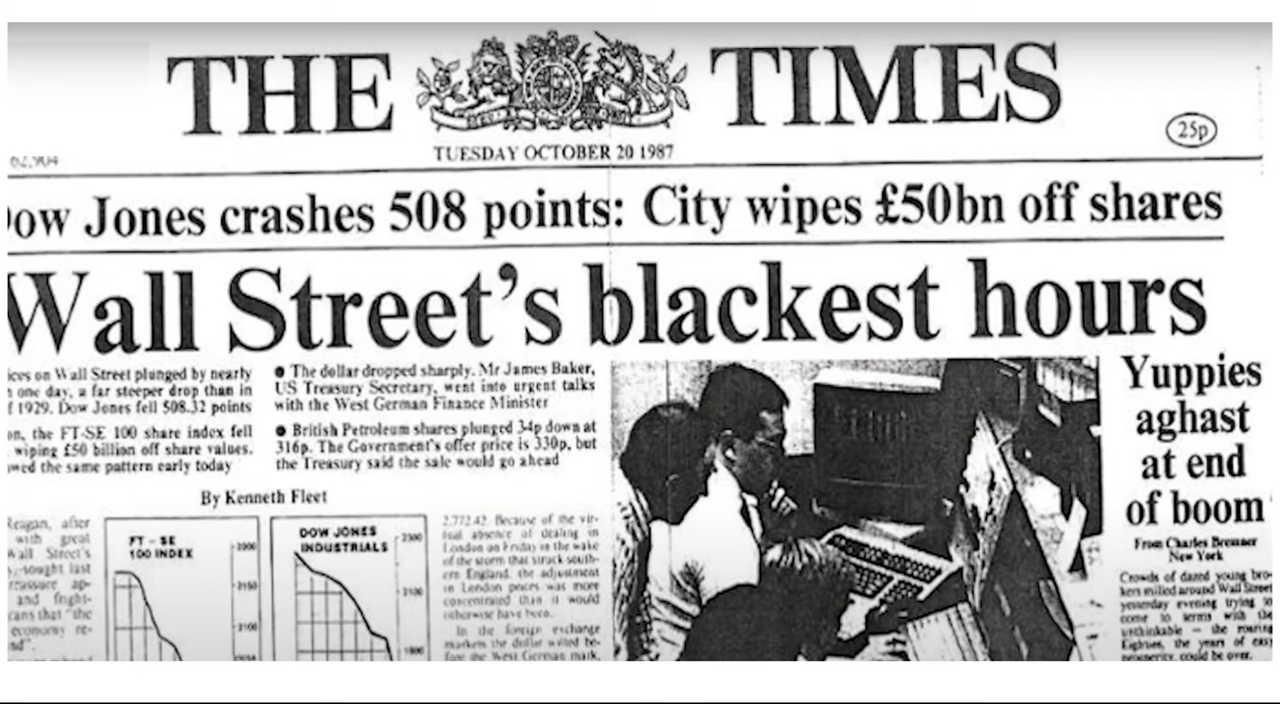 THE TIMES
TUESDAY OCTOBER 20 1987
25p
ow Jones crashes 508 points: City wipes £50bn off shares
Wall Street's blackest hours
ices on Wall Street plunged by nearly
one day, a far steeper drop than in
f 1929. Dow Jones fell 508.32 points
on, the FT-SE 100 share index fell
wiping £50 billion off share values.
wed the same pattern early today
● The dollar dropped sharply. Mr James Baker,
US Treasury Secretary, went into urgent talks
with the West German Finance Minister
● British Petroleum shares plunged 34p down at
316p. The Government's offer price is 330p, but
the Treasury said the sale would go ahead
By Kenneth Fleet
Reagan, after
with great
Wall Street's
sought last
reassure ap-
and fright-
cans that "the
economy re-
FT - SE
100 INDEX
2150
2100
DOW JONES
INDUSTRIALS
2300
2100
1900
2,772.42. Because of the vir-
tual absence of dealing in
London on Friday in the wake
of the storm that struck south-
ern England, the adjustment
in London prices was more
concentrated than it would
otherwise have been.
In the foreign exchange
markets the dollar wilted be-
fore the West German mark,
Yuppies
aghast
at end
of boom
From Charles Bremner
New York
Crowds of dazed young bro-
kers milled around Wall Street
yesterday evening trying to
come to terms with the
unthinkable — the roaring
Eighties, the years of easy
prosperity, could be over.